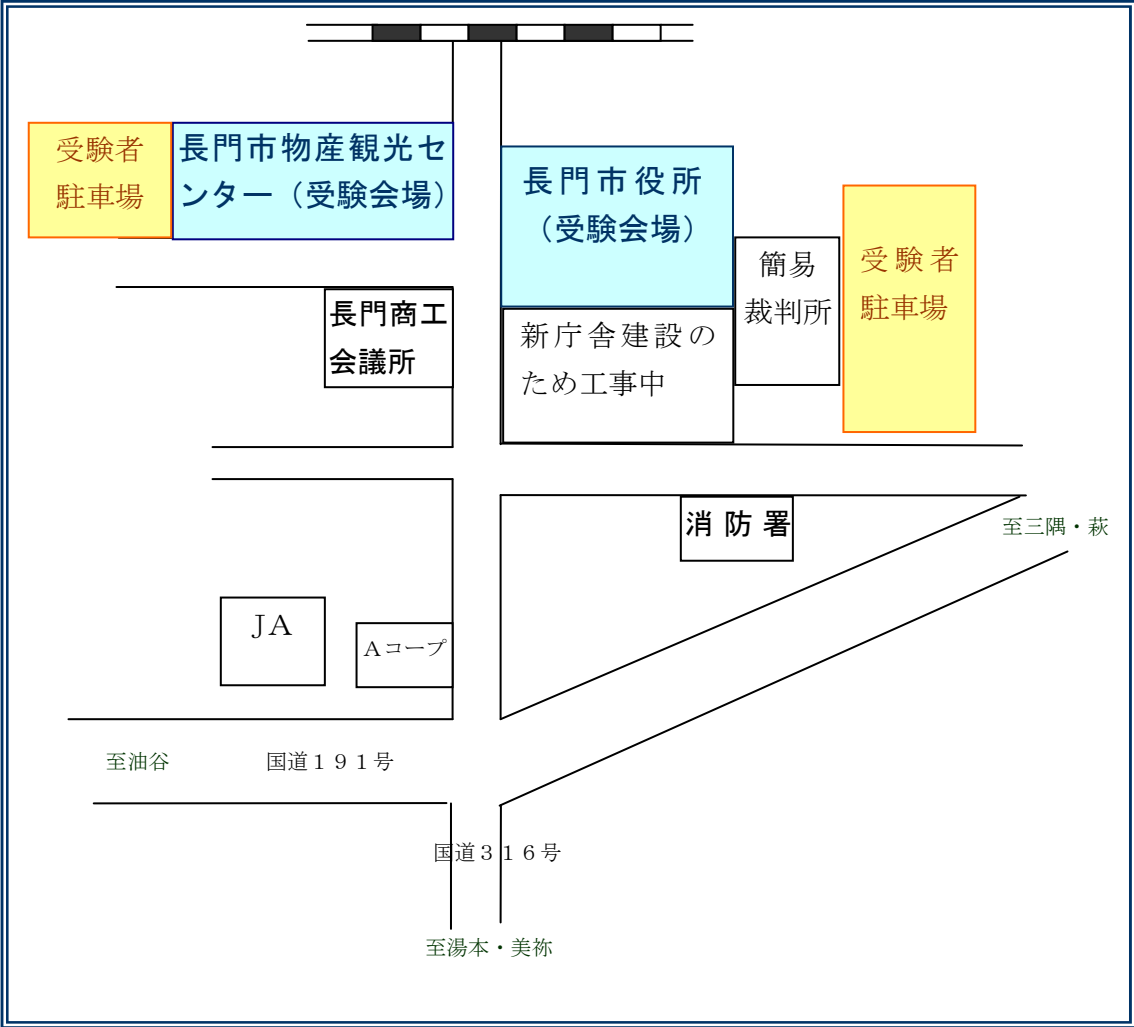 受験者
駐車場
長門市物産観光セ
ンター（受験会場）
長門市役所
（受験会場）
簡易
裁判所
受験者
駐車場
長門商工
会議所
新庁舎建設の
ため工事中
消防署
至三隅・萩
JA
Aコープ
至油谷
国道１９１号
国道３１６号
至湯本・美祢